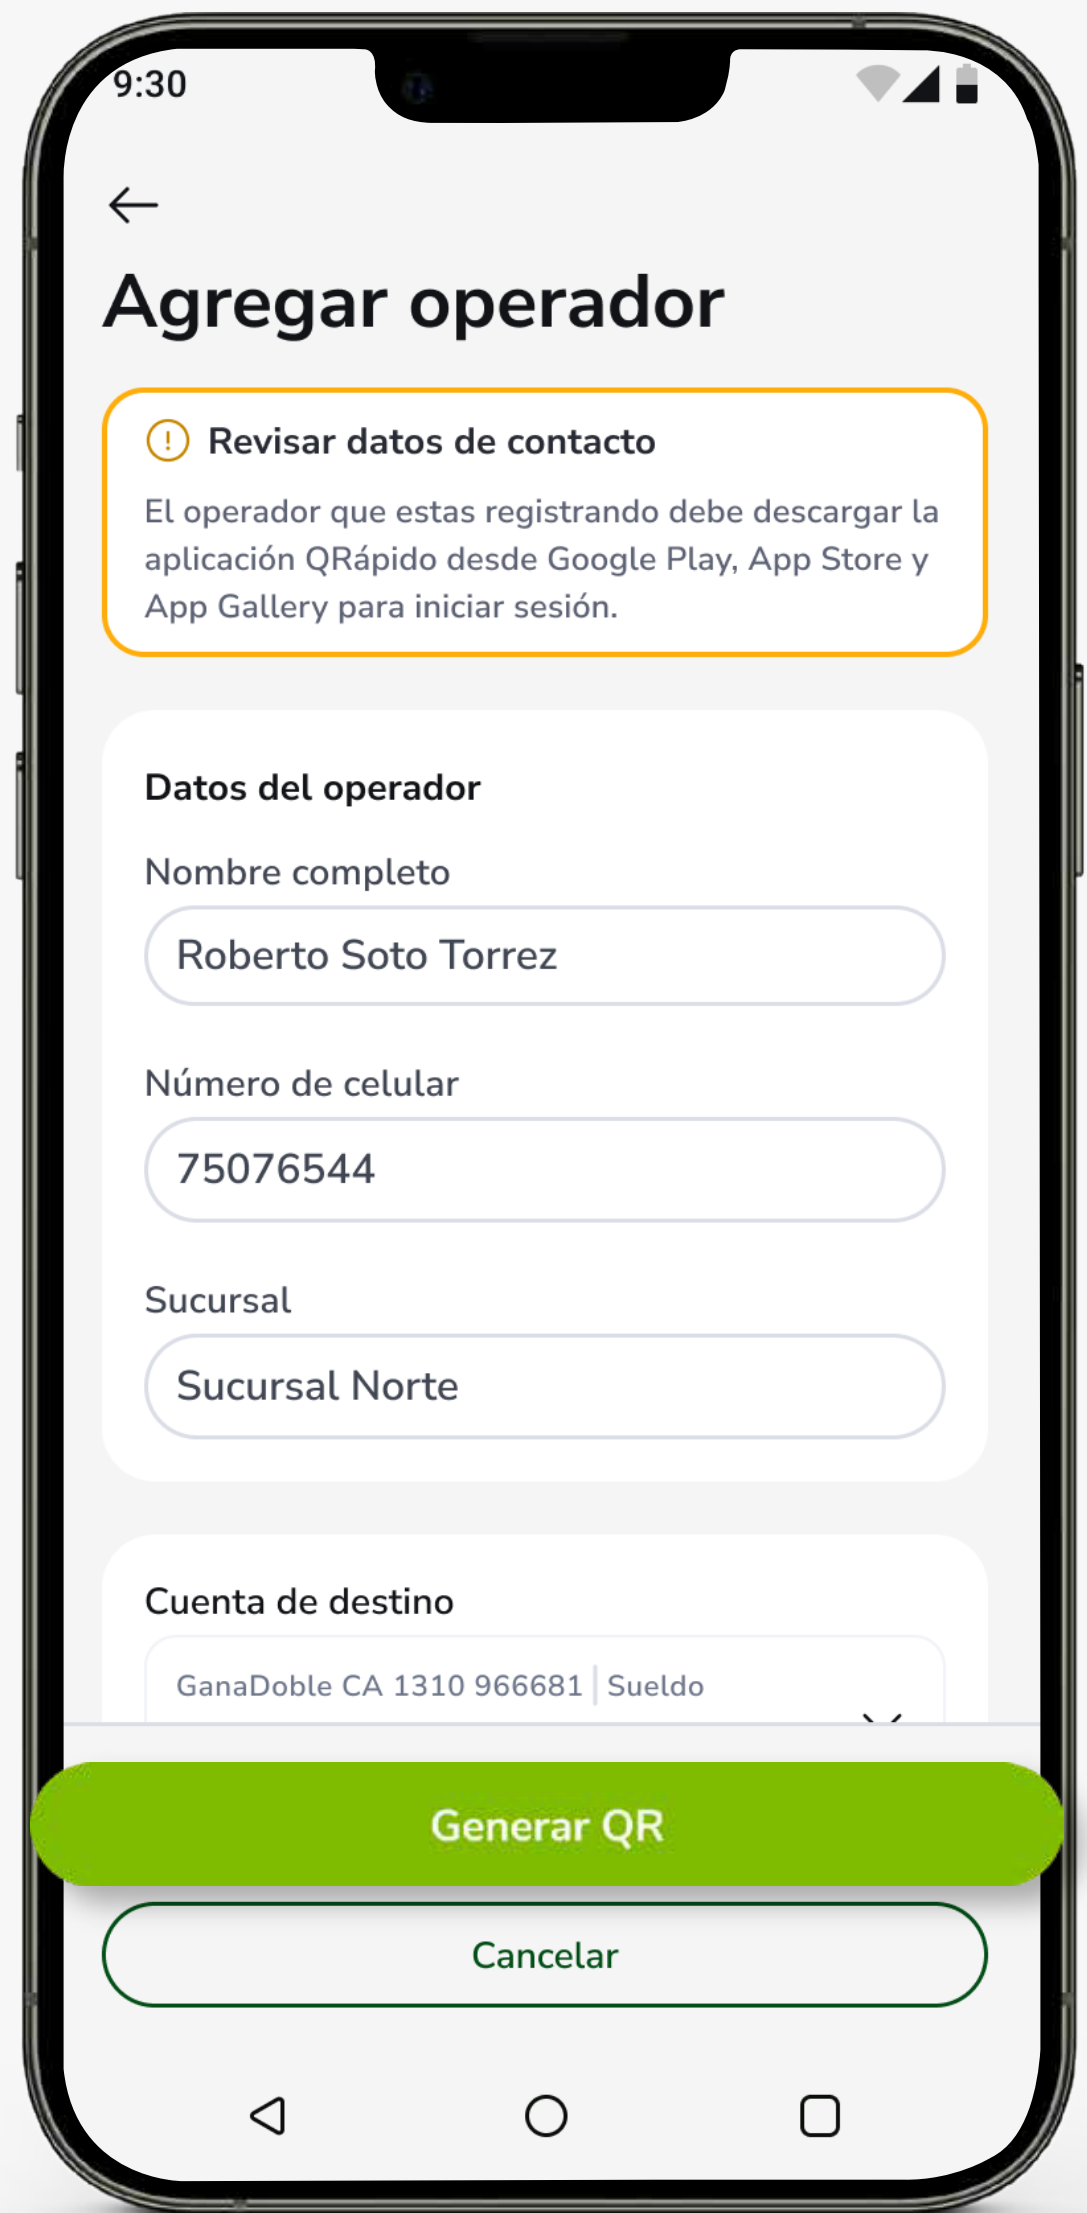 9:30
Agregar operador
Revisar datos de contacto
El operador que estas registrando debe descargar la
aplicación QRápido desde Google Play, App Store y
App Gallery para iniciar sesión.
Datos del operador
Nombre completo
Roberto Soto Torrez
Número de celular
75076544
Sucursal
Sucursal Norte
Cuenta de destino
GanaDoble CA 1310 966681 | Sueldo
Generar QR
Cancelar